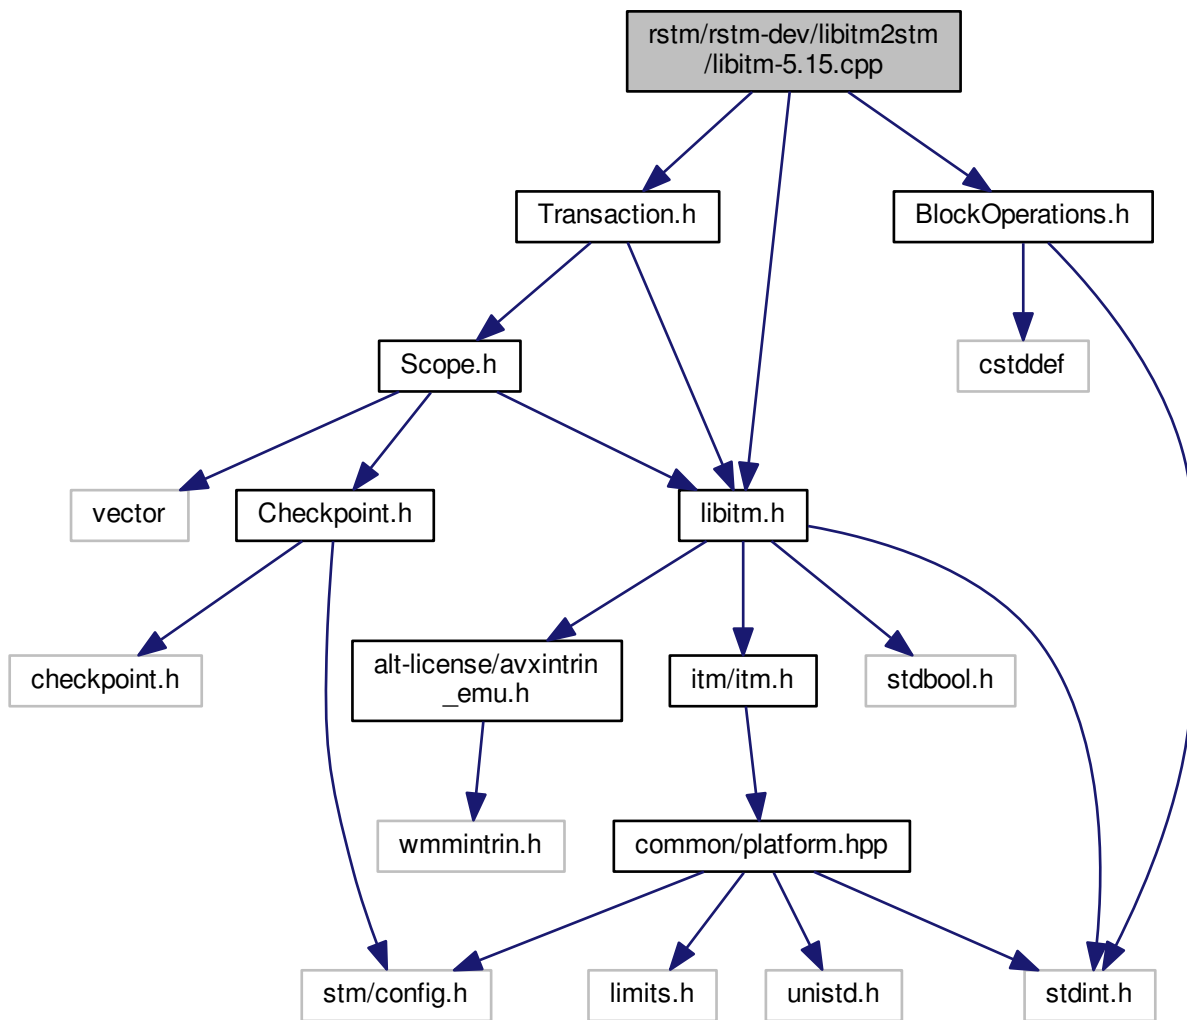 rstm/rstm-dev/libitm2stm
/libitm-5.15.cpp
Transaction.h
BlockOperations.h
Scope.h
cstddef
vector
Checkpoint.h
libitm.h
checkpoint.h
alt-license/avxintrin
_emu.h
itm/itm.h
stdbool.h
wmmintrin.h
common/platform.hpp
stm/config.h
limits.h
unistd.h
stdint.h